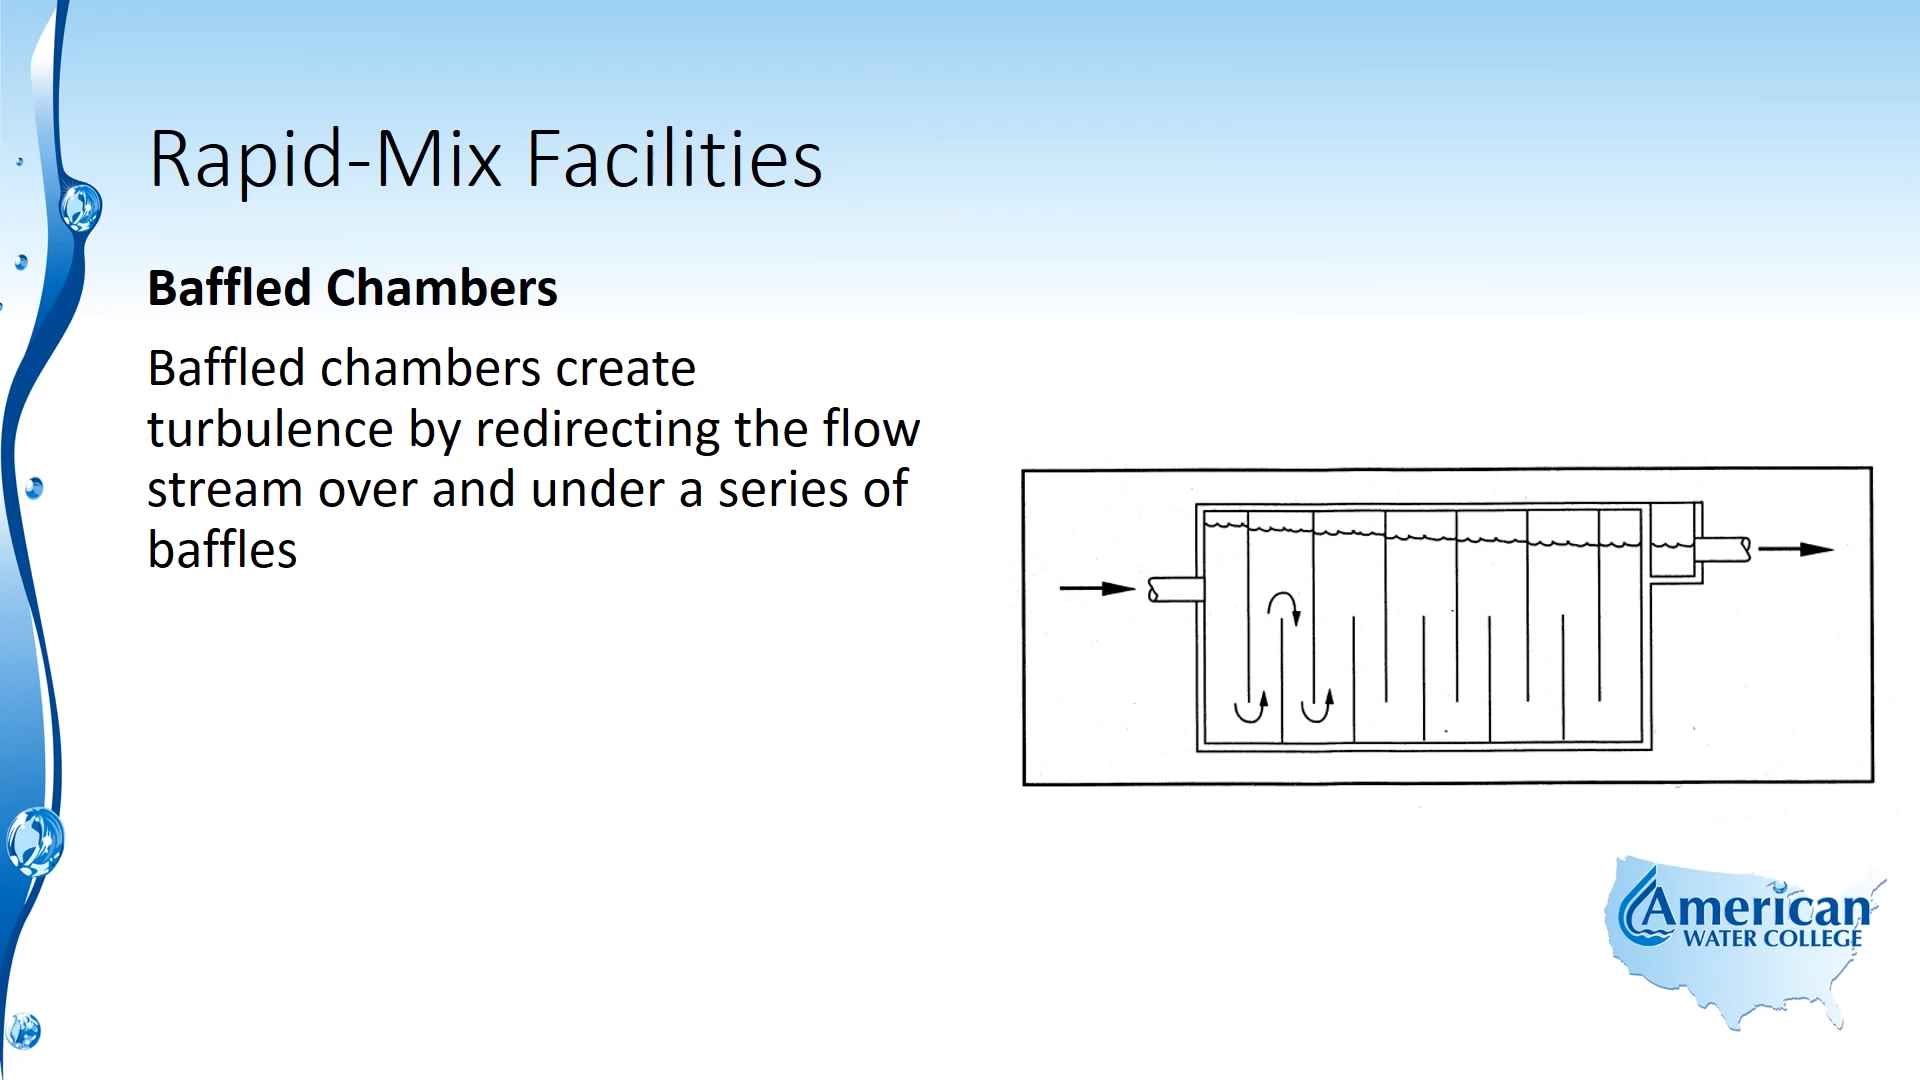 Rapid-Mix Facilities
Baffled Chambers
Baffled chambers create
turbulence by redirecting the flow
stream over and under a series of
baffles
American
WATER COLLEGE